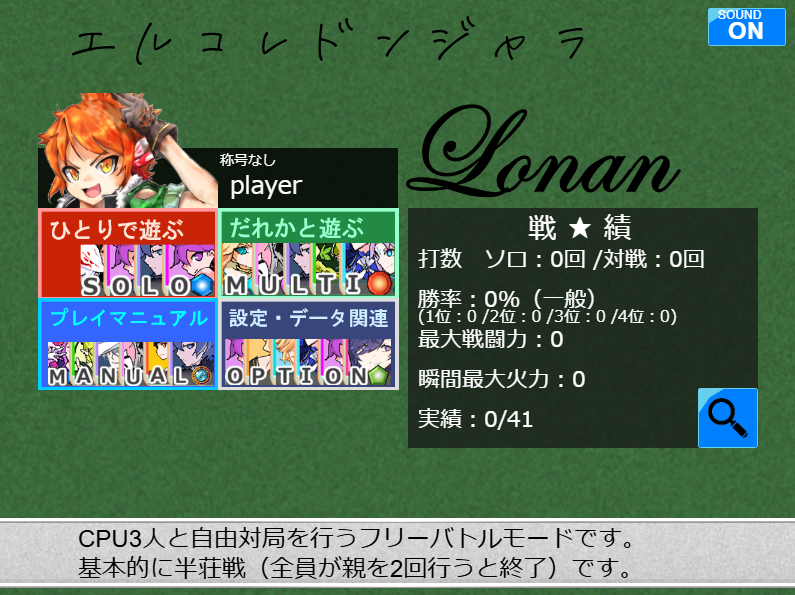 エルコレドンジャラ
SOUND
ON
称号なし
player
Lonan
ひとりで遊ぶ
SOLO
だれかと遊ぶ
MULTI
プレイマニュアル
MANUAL
設定・データ関連
OPTION
戦★績
打数　ソロ：0回 /対戦：0回
勝率：0%（一般）
(1位：0 /2位：0 /3位：0 /4位：0)
最大戦闘力：0
瞬間最大火力：0
実績：0/41
CPU3人と自由対局を行うフリーバトルモードです。
基本的に半荘戦（全員が親を2回行うと終了）です。